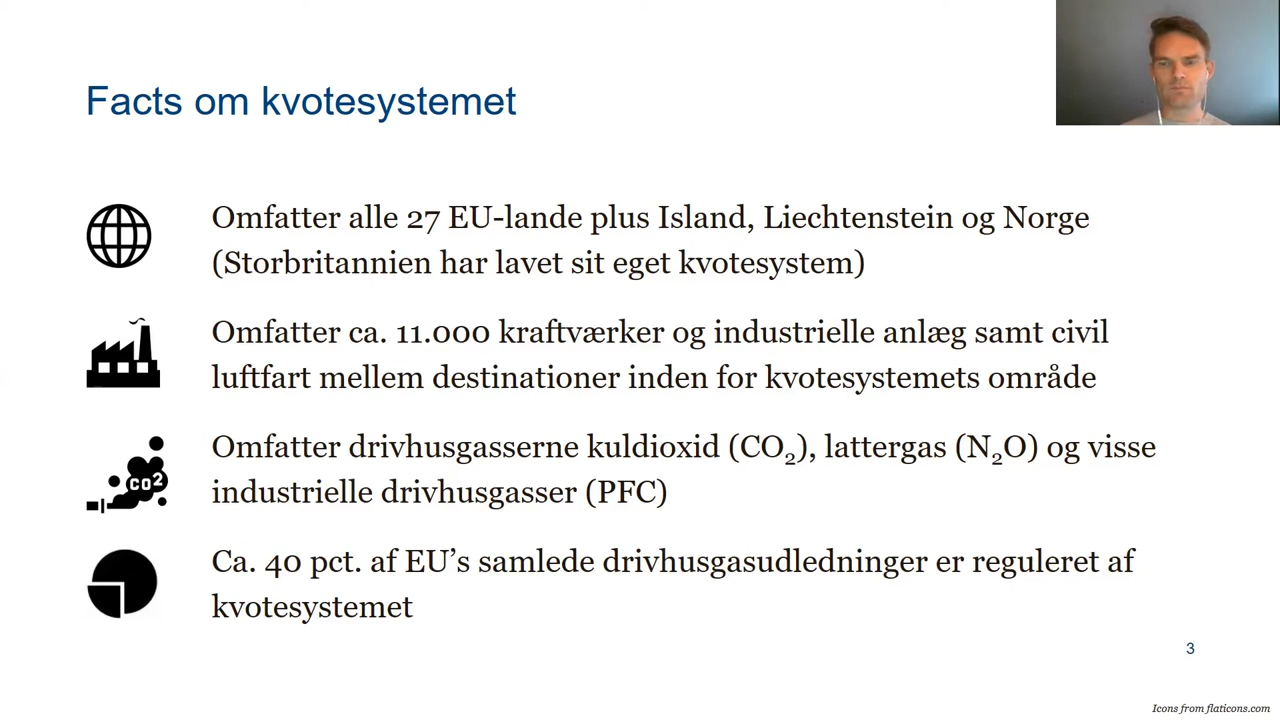 Facts om kvotesystemet
Omfatter alle 27 EU-lande plus Island, Liechtenstein og Norge
(Storbritannien har lavet sit eget kvotesystem)
Omfatter ca. 11.000 kraftværker og industrielle anlæg samt civil
luftfart mellem destinationer inden for kvotesystemets område
CO2
Omfatter drivhusgasserne kuldioxid (CO₂), lattergas (N₂O) og visse
industrielle drivhusgasser (PFC)
Ca. 40 pct. af EU’s samlede drivhusgasudledninger er reguleret af
kvotesystemet
3
Icons from flaticons.com